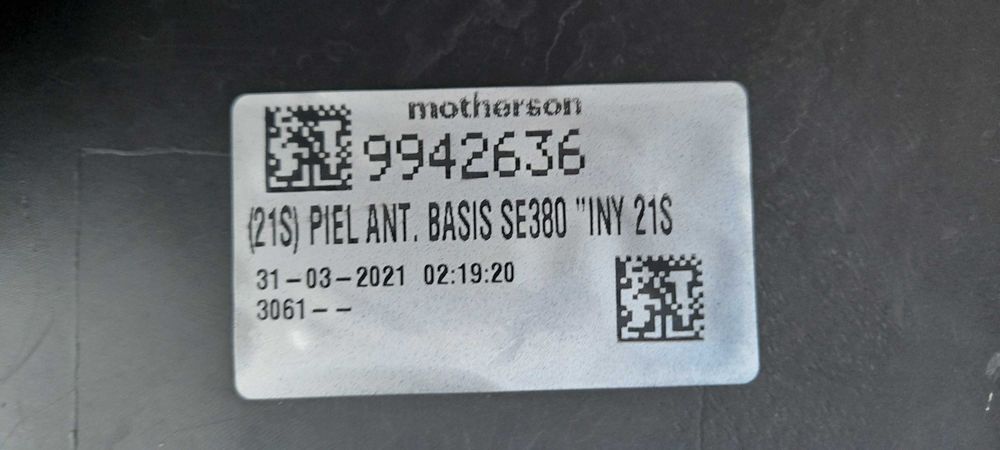 motherson
9942636
(21S) PIEL ANT. BASIS SE380 "INY 21S
31-03-2021 02:19:20
3061--